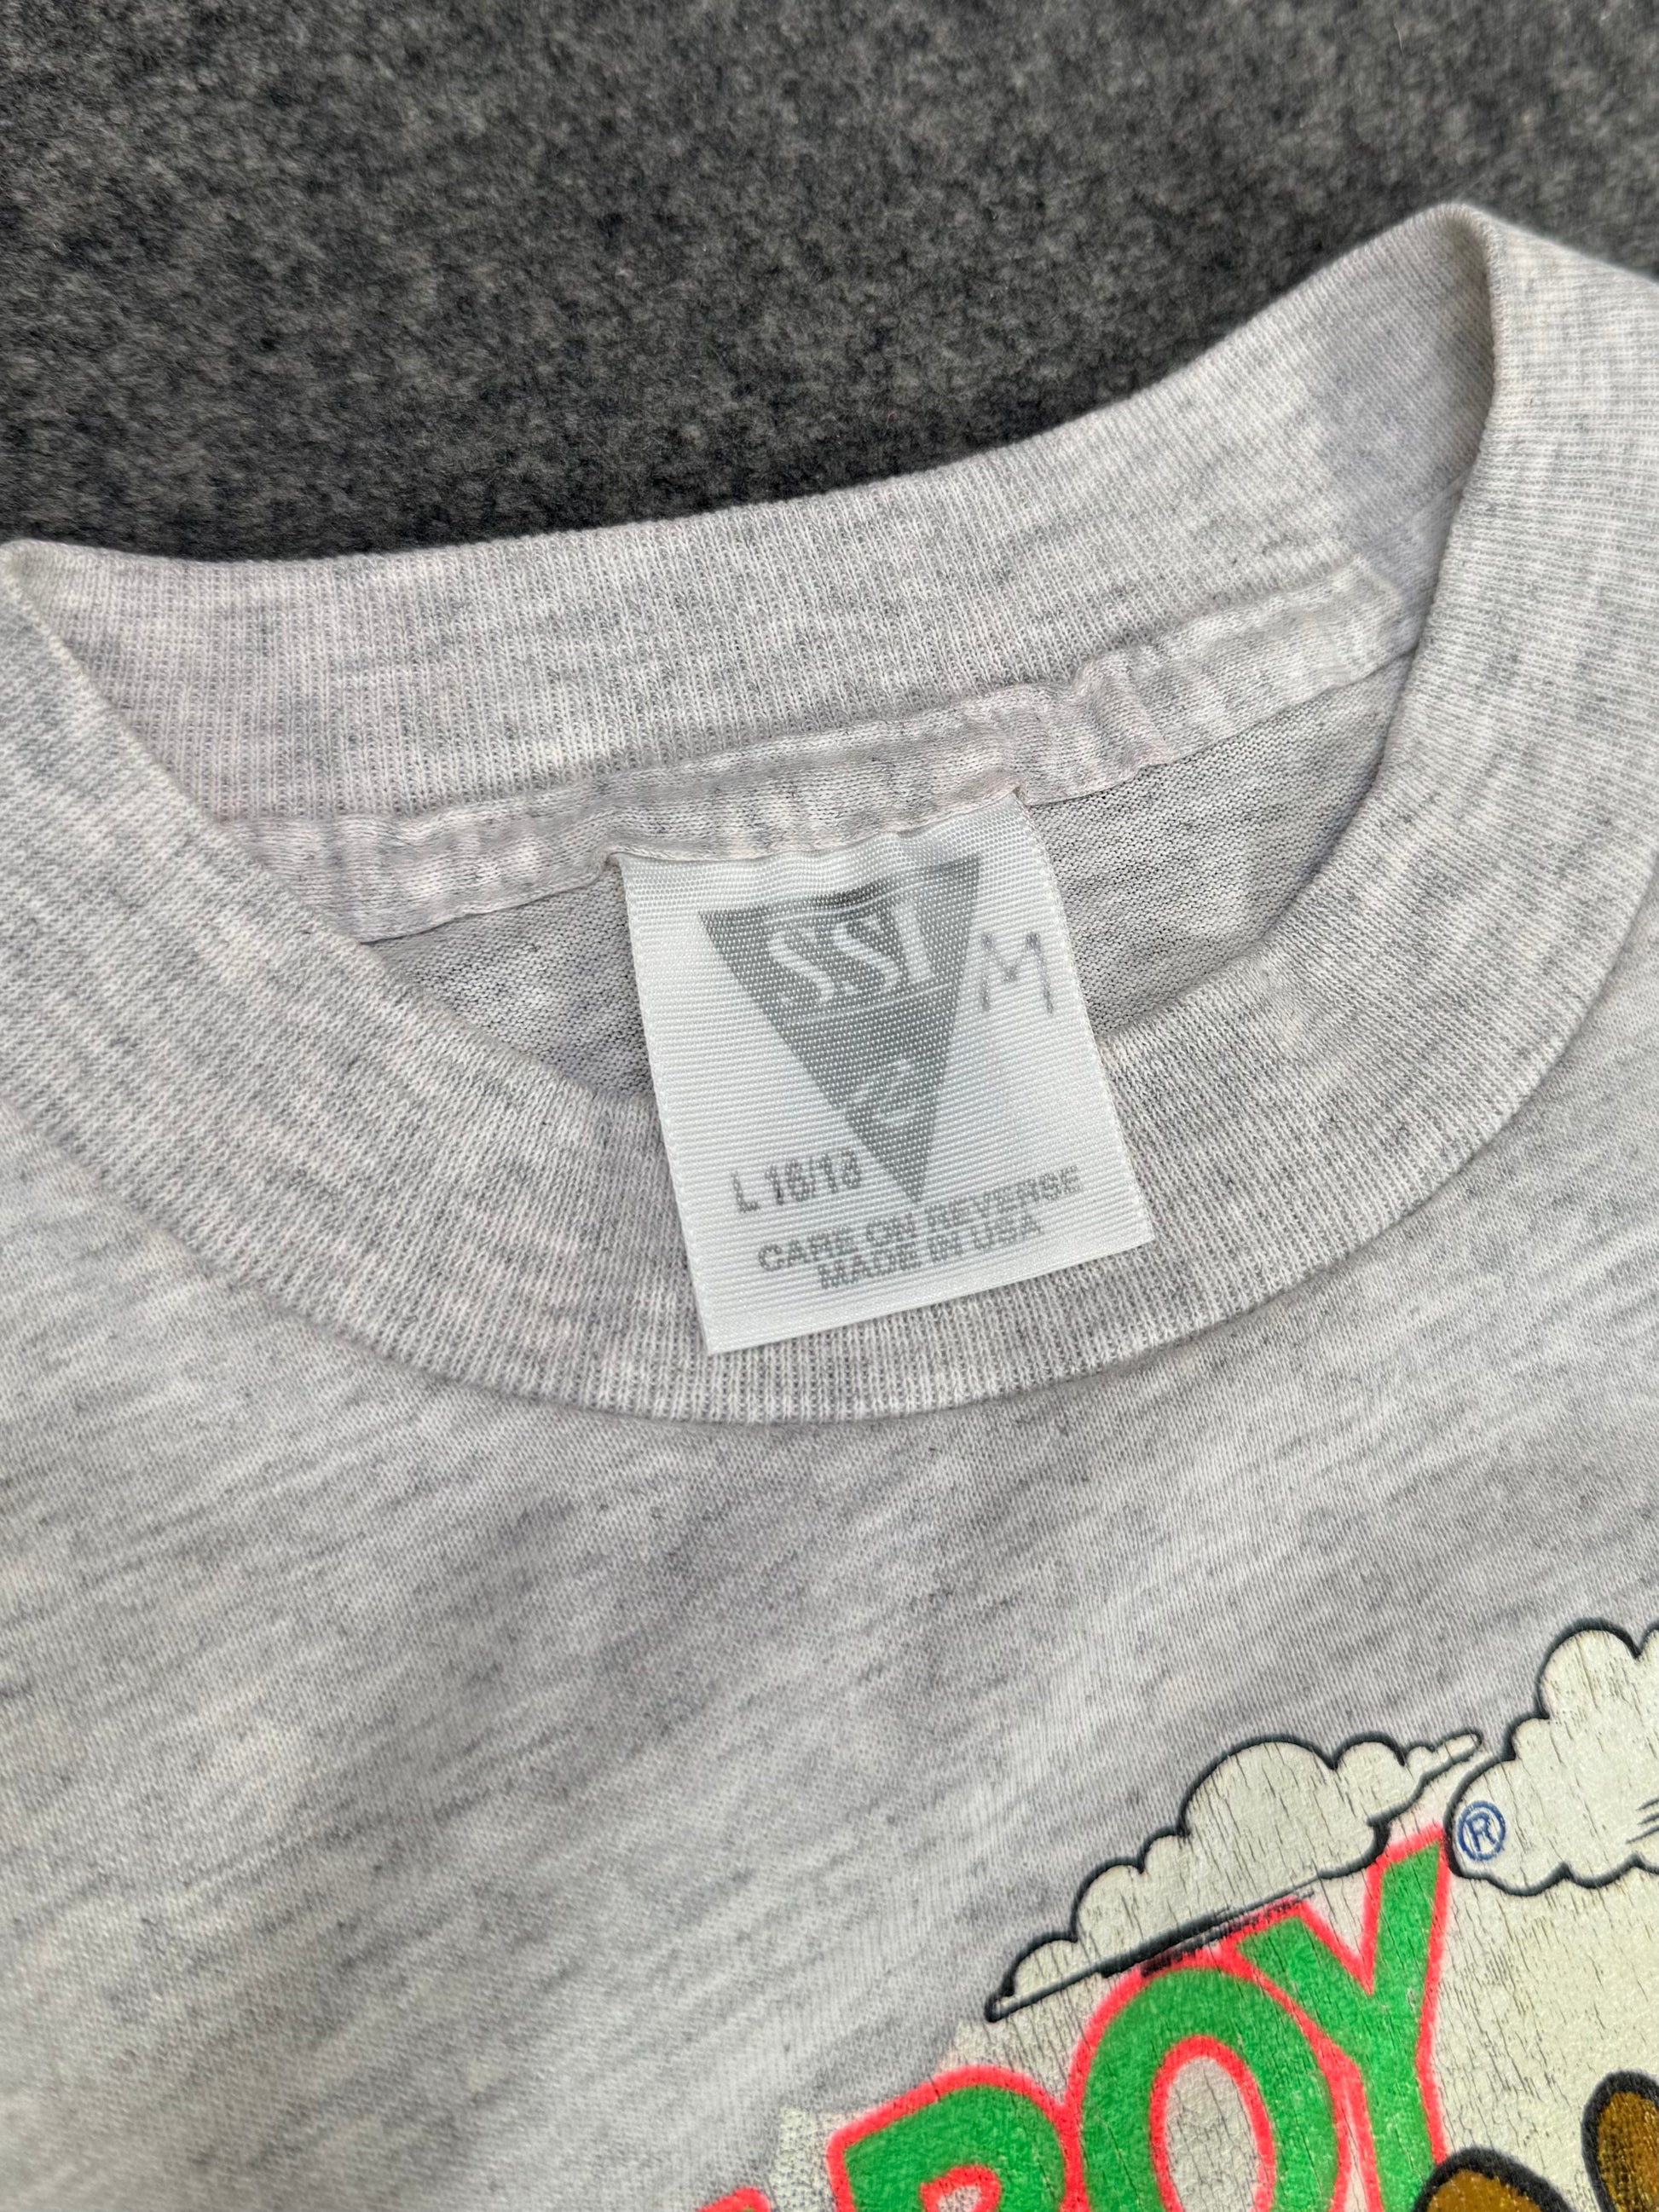 SSI
M
L 16/18
CARE ON REVERSE
MADE IN USA
®
BOY